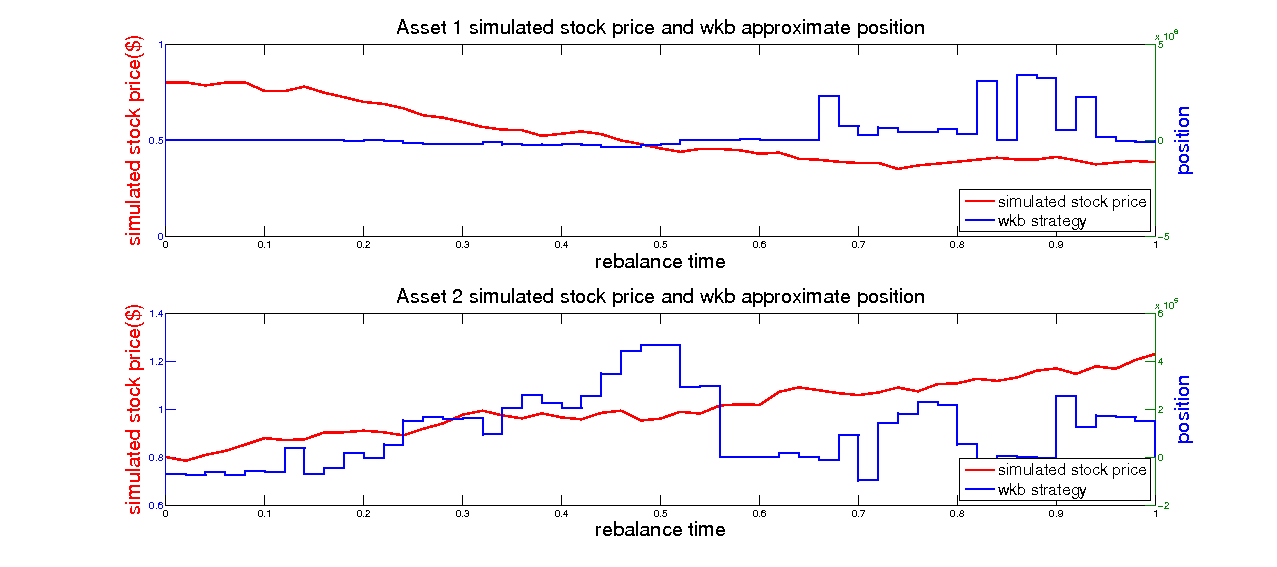 Asset 1 simulated stock price and wkb approximate position
simulated stock price($)
1
0.5
0
x 10^6
5
0
-5
position
simulated stock price
wkb strategy
0 0.1 0.2 0.3 0.4 0.5 0.6 0.7 0.8 0.9 1
rebalance time
Asset 2 simulated stock price and wkb approximate position
simulated stock price($)
1.4
1.2
1
0.8
0.6
x 10^5
6
4
2
0
-2
position
simulated stock price
wkb strategy
0 0.1 0.2 0.3 0.4 0.5 0.6 0.7 0.8 0.9 1
rebalance time